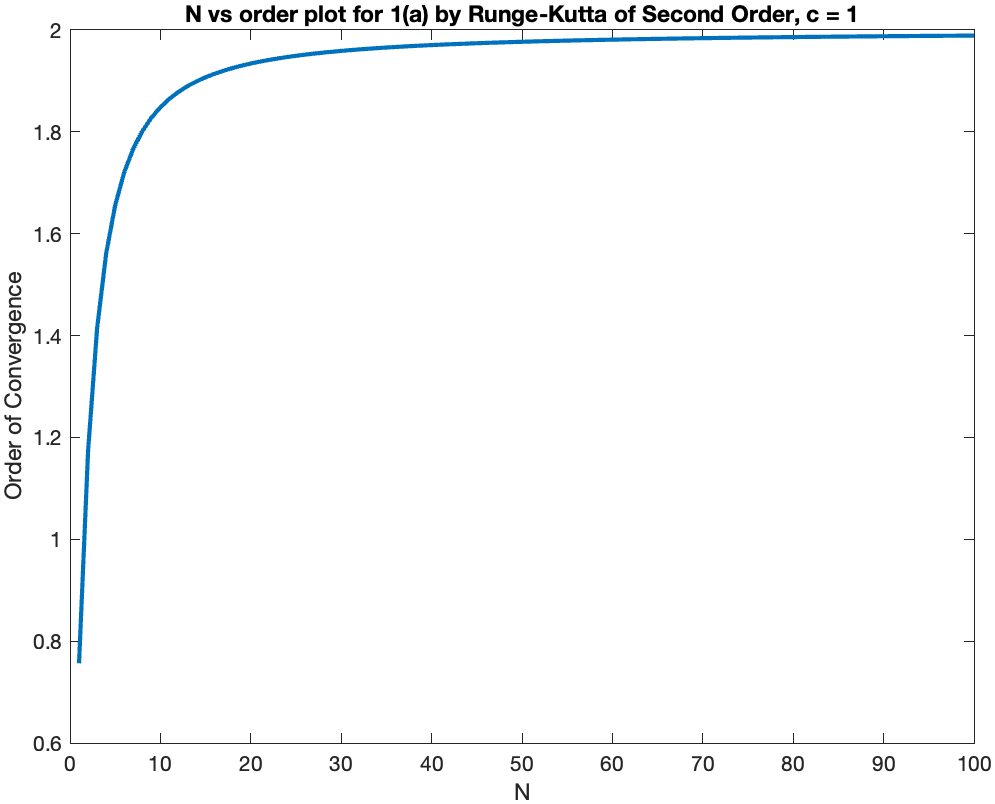 N vs order plot for 1(a) by Runge-Kutta of Second Order, c = 1
Order of Convergence
2
1.8
1.6
1.4
1.2
1
0.8
0.6
0 10 20 30 40 50 60 70 80 90 100
N